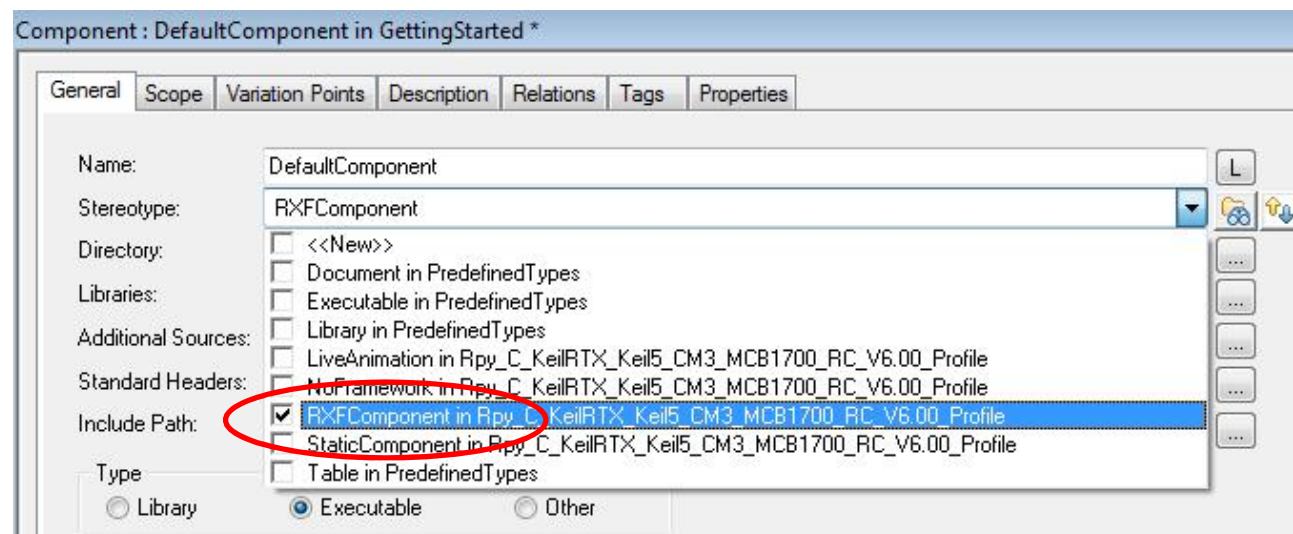 Component : DefaultComponent in GettingStarted *
General Scope Variation Points Description Relations Tags Properties
Name: DefaultComponent L
Stereotype: RXFComponent
Directory: <<New>>
Document in PredefinedTypes ...
Libraries: Executable in PredefinedTypes ...
Library in PredefinedTypes
Additional Sources: LiveAnimation in Rpy_C_KeilRTX_Keil5_CM3_MCB1700_RC_V6.00_Profile ...
Standard Headers: NoFramework in Rpy_C_KeilRTX_Keil5_CM3_MCB1700_RC_V6.00_Profile ...
Include Path: RXFComponent in Rpy_C_KeilRTX_Keil5_CM3_MCB1700_RC_V6.00_Profile
StaticComponent in Rpy_C_KeilRTX_Keil5_CM3_MCB1700_RC_V6.00_Profile ...
Type Table in PredefinedTypes
Library Executable Other